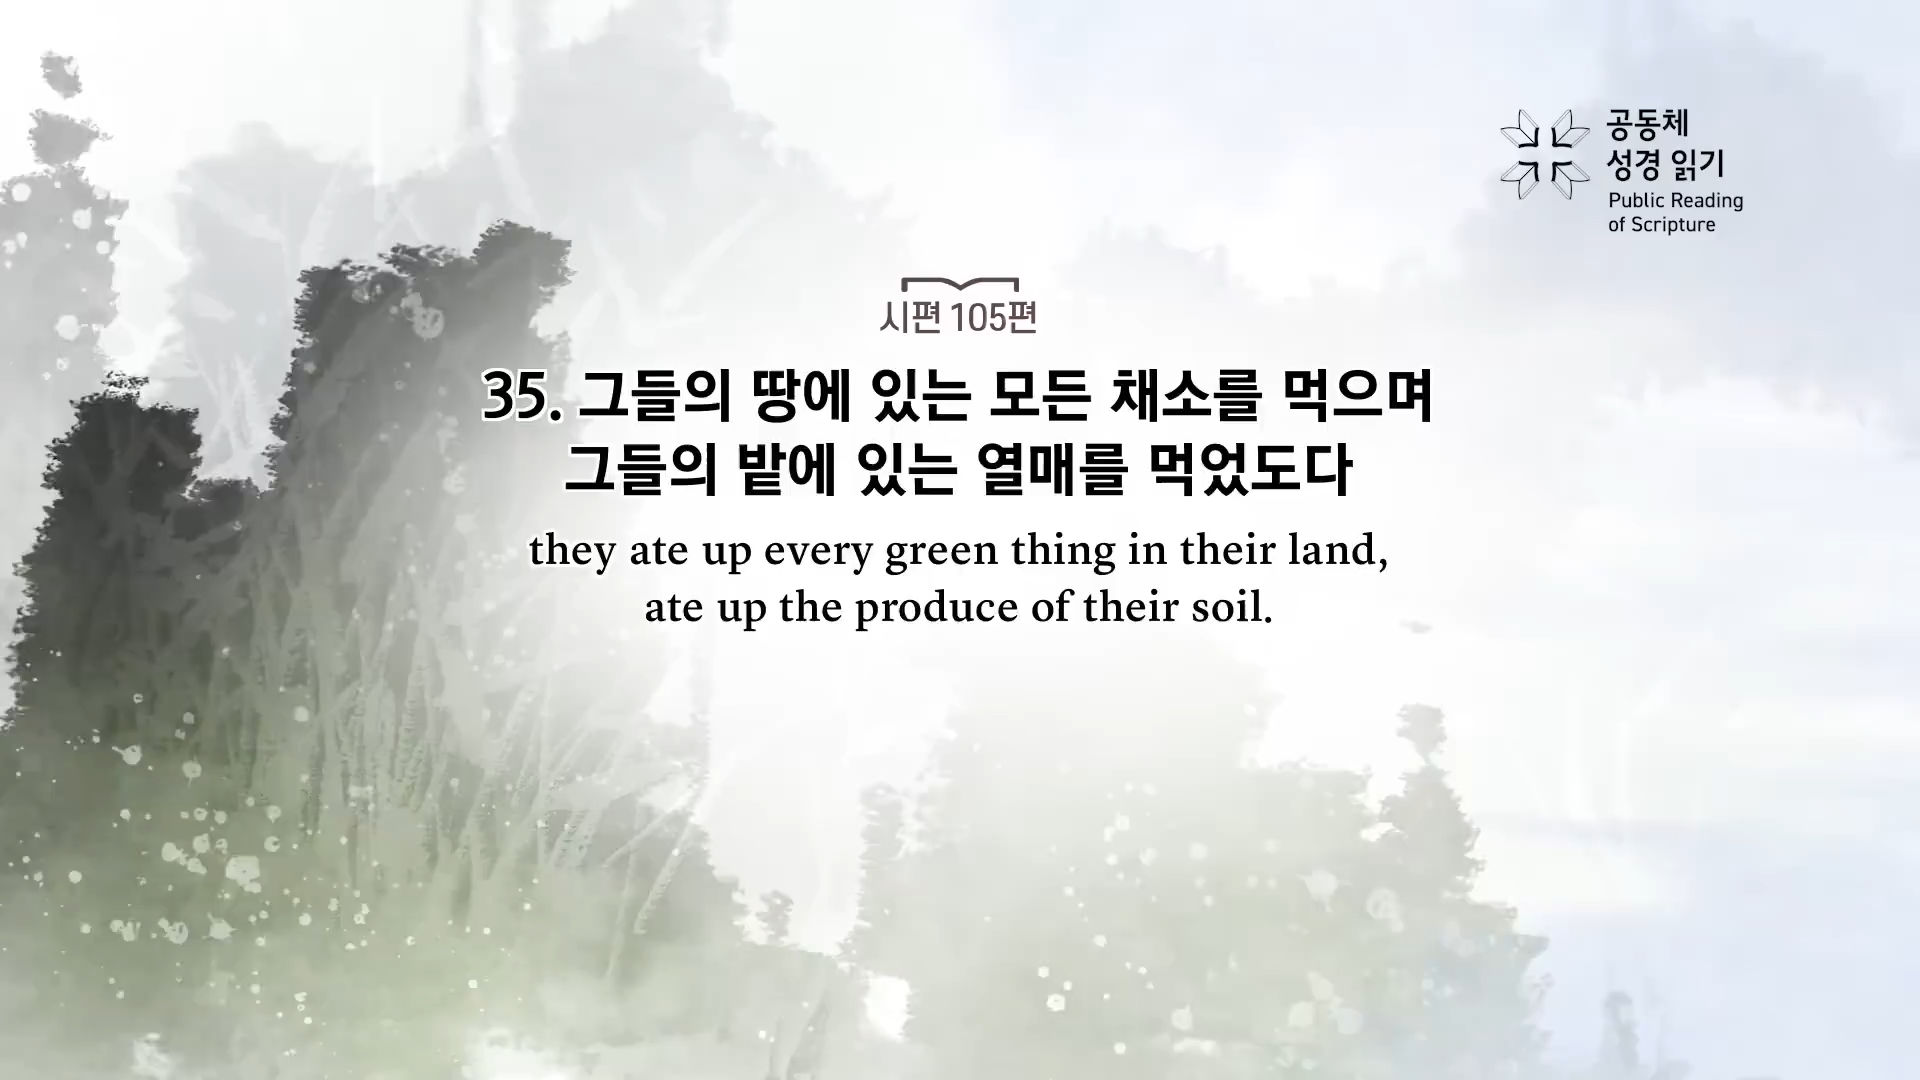 공동체
성경 읽기
Public Reading
of Scripture
시편 105편
35. 그들의 땅에 있는 모든 채소를 먹으며
그들의 밭에 있는 열매를 먹었도다
they ate up every green thing in their land,
ate up the produce of their soil.